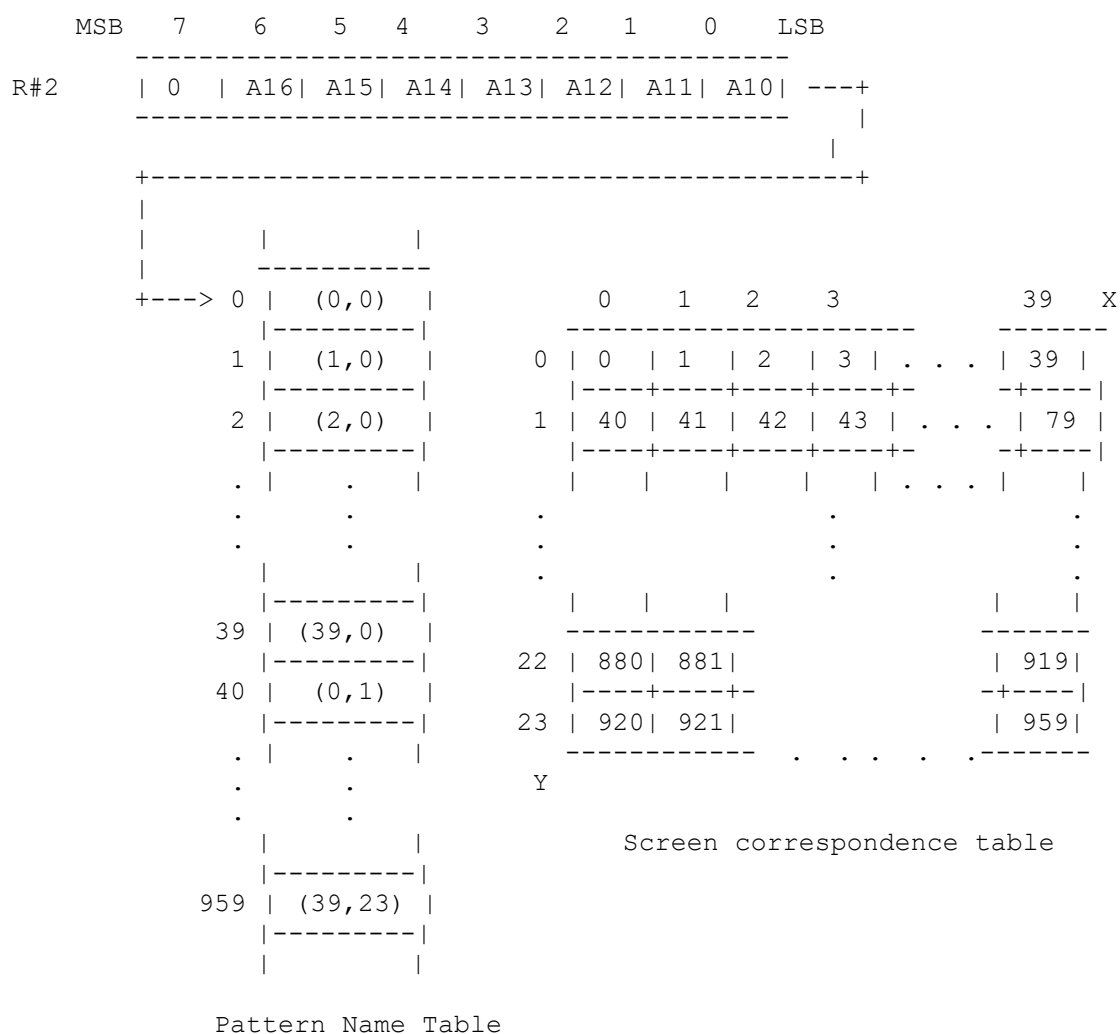 MSB    7     6     5    4     3     2    1     0    LSB
         -----------------------------------------
R#2      | 0  | A16| A15| A14| A13| A12| A11| A10| ---+
         -----------------------------------------    |
                                                    |
         +--------------------------------------------+
         |
         |       |         |
         |       -----------
         +---> 0 |  (0,0)  |          0    1    2    3           39   X
                 |---------|        ----------------------     -------
               1 |  (1,0)  |      0 | 0  | 1  | 2  | 3 | . . . | 39 |
                 |---------|        |----+----+----+----+-     -+----|
               2 |  (2,0)  |      1 | 40 | 41 | 42 | 43 | . . . | 79 |
                 |---------|        |----+----+----+----+-     -+----|
               . |    .    |        |    |    |    |   | . . . |    |
               .      .           .                  .               .
               .      .           .                  .               .
                 |         |      .                  .               .
                 |---------|        |    |    |                |    |
              39 | (39,0)  |        ------------              -------
                 |---------|     22 | 880| 881|                | 919|
              40 |  (0,1)  |        |----+----+-              -+----|
                 |---------|     23 | 920| 921|                | 959|
               . |    .    |        ------------  .  . .  .  .-------
               .      .           Y
               .      .
                 |         |            Screen correspondence table
                 |---------|
             959 | (39,23) |
                 |---------|
                 |         |
Pattern Name Table